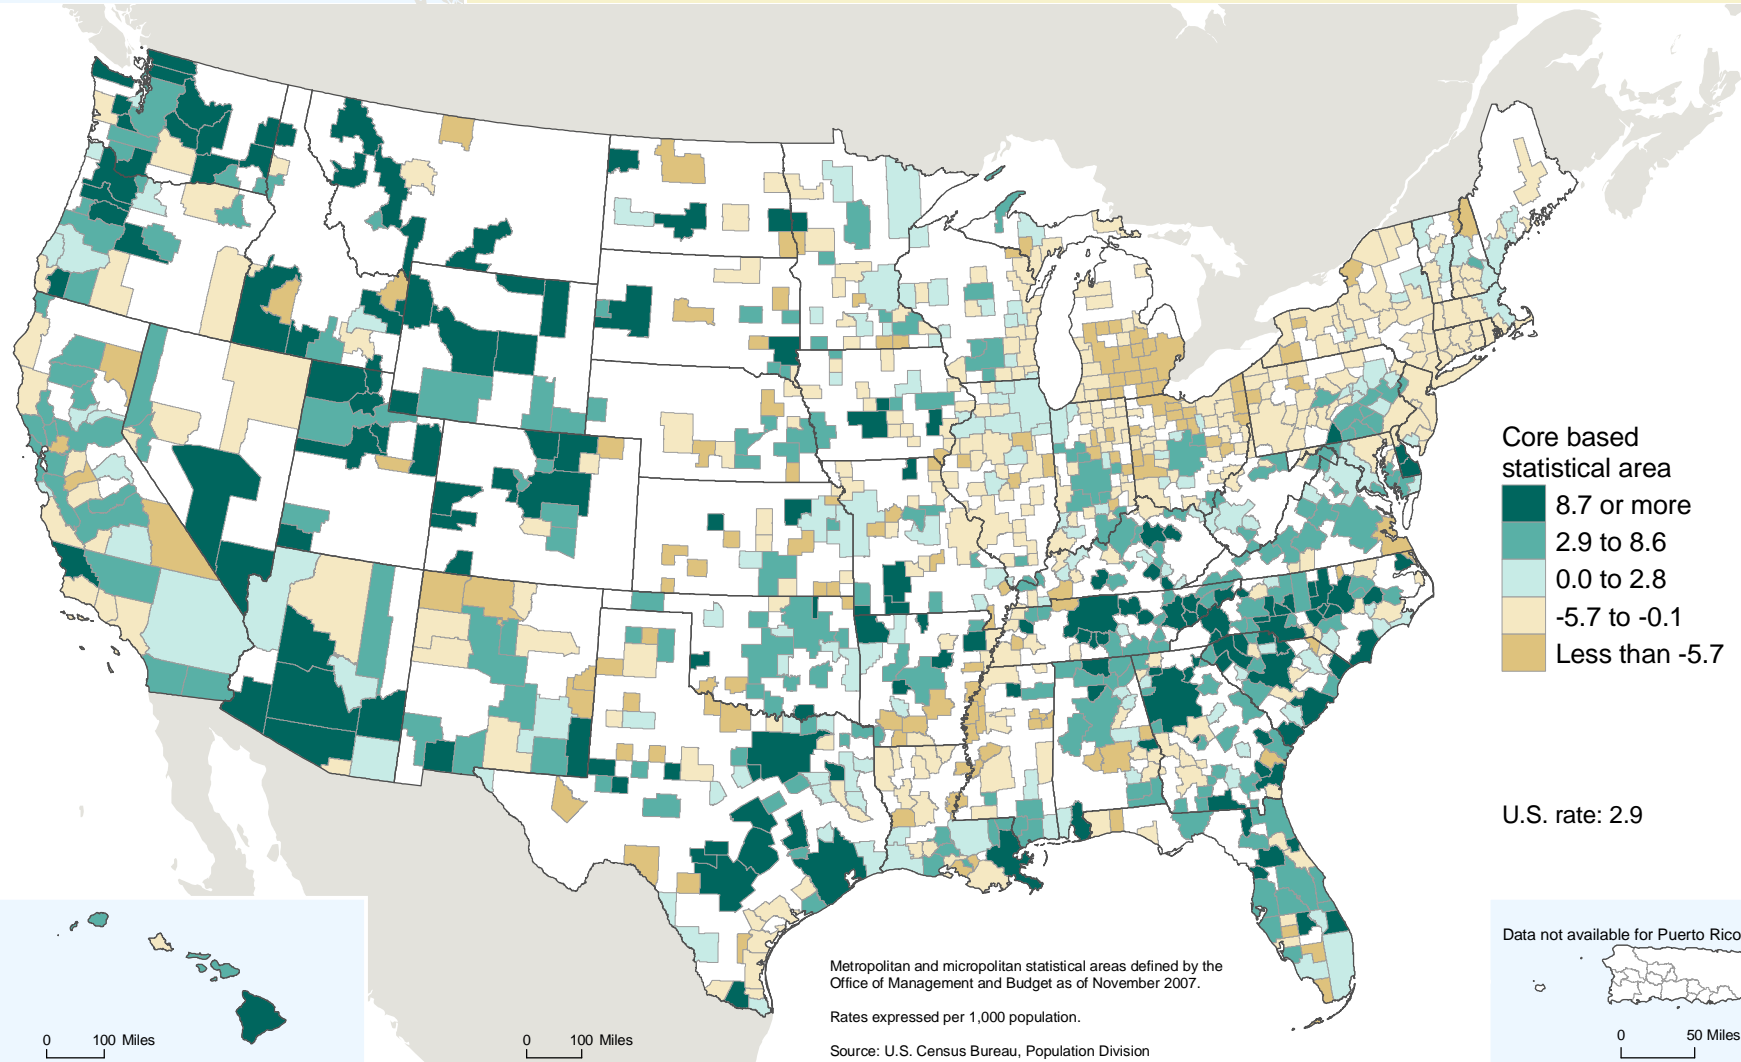 Core based
statistical area
8.7 or more
2.9 to 8.6
0.0 to 2.8
-5.7 to -0.1
Less than -5.7
U.S. rate: 2.9
Data not available for Puerto Rico
Metropolitan and micropolitan statistical areas defined by the
Office of Management and Budget as of November 2007.
Rates expressed per 1,000 population.
Source: U.S. Census Bureau, Population Division
0 100 Miles
0 100 Miles
0 50 Miles